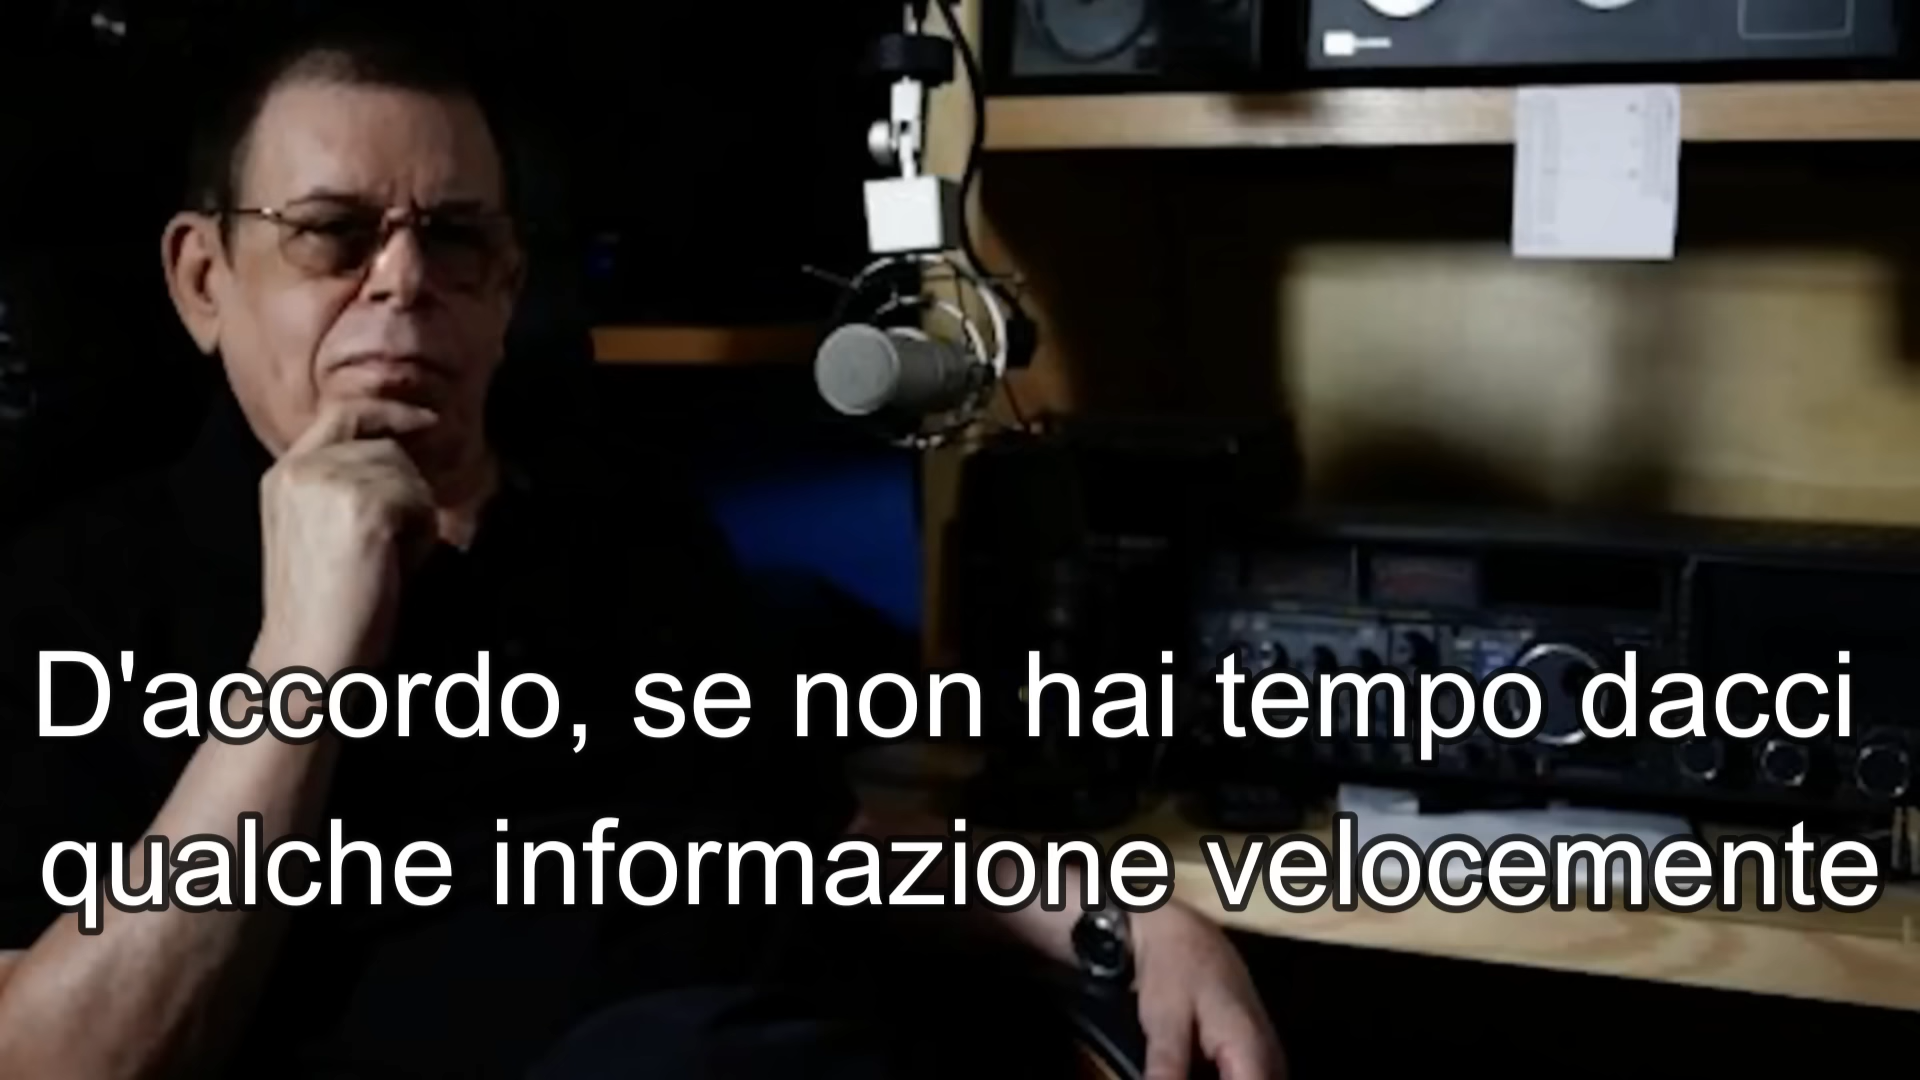 D'accordo, se non hai tempo dacci
qualche informazione velocemente